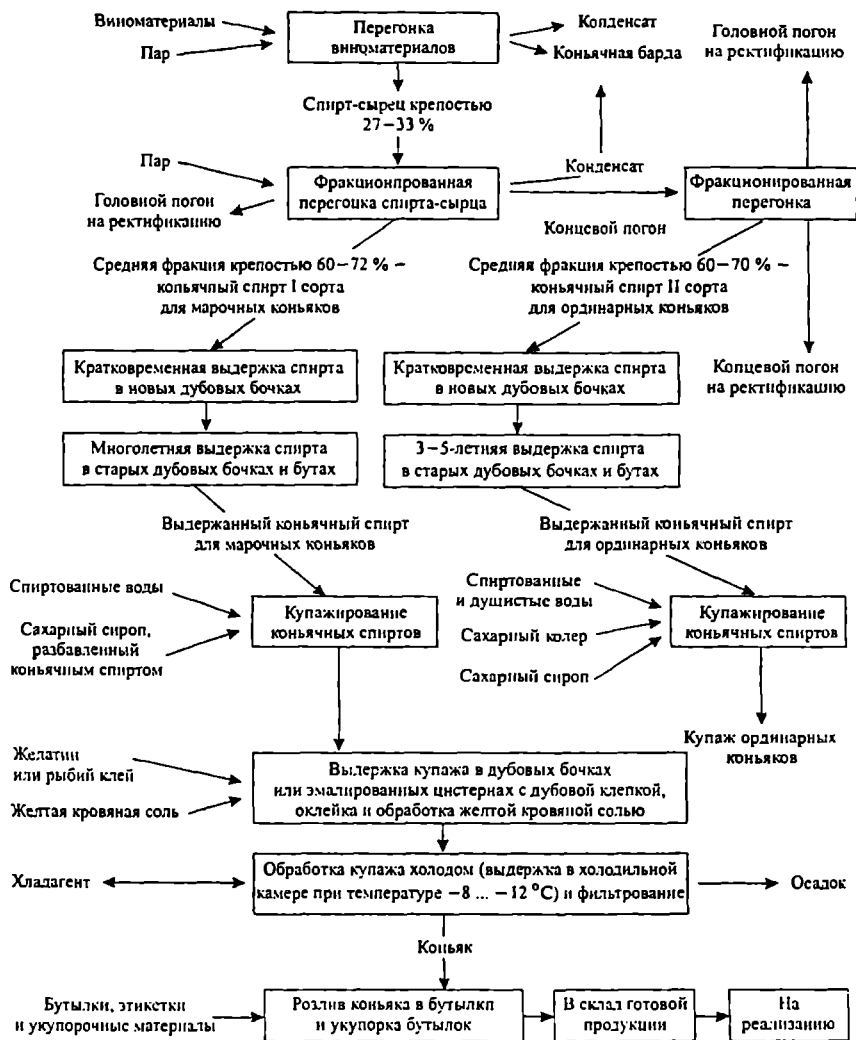 Виноматериалы
Пар
Перегонка
виноматериалов
Конденсат
Коньячная барда
Головной погон
на ректификацию
Спирт-сырец крепостью
27–33 %
Пар
Головной погон
на ректификацию
Фракционированная
перегонка спирта-сырца
Конденсат
Концевой погон
Фракционированная
перегонка
Средняя фракция крепостью 60–72 % –
коньячный спирт I сорта
для марочных коньяков
Средняя фракция крепостью 60–70 % –
коньячный спирт II сорта
для ординарных коньяков
Концевой погон
на ректификацию
Кратковременная выдержка спирта
в новых дубовых бочках
Кратковременная выдержка спирта
в новых дубовых бочках
Многолетняя выдержка спирта
в старых дубовых бочках и бутах
3–5-летняя выдержка спирта
в старых дубовых бочках и бутах
Выдержанный коньячный спирт
для марочных коньяков
Выдержанный коньячный спирт
для ординарных коньяков
Спиртованные воды
Сахарный сироп,
разбавленный
коньячным спиртом
Купажирование
коньячных спиртов
Спиртованные
и душистые воды
Сахарный колер
Сахарный сироп
Купажирование
коньячных спиртов
Купаж ординарных
коньяков
Желатин
или рыбий клей
Желтая кровяная соль
Выдержка купажа в дубовых бочках
или эмалированных цистернах с дубовой клепкой,
оклейка и обработка желтой кровяной солью
Хладагент
Обработка купажа холодом (выдержка в холодильной
камере при температуре −8 ... −12 °C) и фильтрование
Осадок
Коньяк
Бутылки, этикетки
и укупорочные материалы
Розлив коньяка в бутылки
и укупорка бутылок
В склад готовой
продукции
На
реализацию